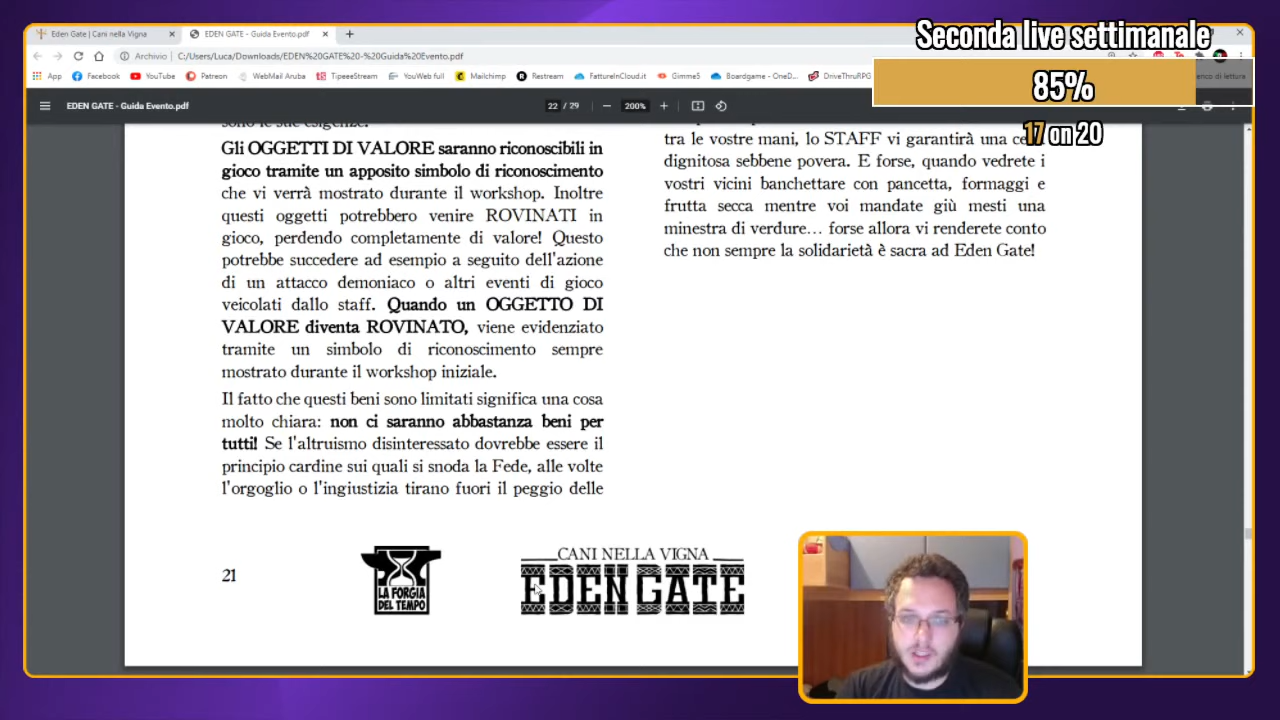 Eden Gate | Cani nella Vigna
EDEN GATE - Guida Evento.pdf
Seconda live settimanale
Archivio
C:/Users/Luca/Downloads/EDEN%20GATE%20-%20Guida%20Evento.pdf
App
Facebook
YouTube
Patreon
WebMail Aruba
TipeeeStream
YouWeb full
Mailchimp
Restream
FattureInCloud.it
Gimme5
Boardgame - OneD...
DriveThruRPG
di lettura
85%
EDEN GATE - Guida Evento.pdf
22 / 29
200%
17 on 20
sono le sue esigenze.
Gli OGGETTI DI VALORE saranno riconoscibili in
gioco tramite un apposito simbolo di riconoscimento
che vi verrà mostrato durante il workshop. Inoltre
questi oggetti potrebbero venire ROVINATI in
gioco, perdendo completamente di valore! Questo
potrebbe succedere ad esempio a seguito dell'azione
di un attacco demoniaco o altri eventi di gioco
veicolati dallo staff. Quando un OGGETTO DI
VALORE diventa ROVINATO, viene evidenziato
tramite un simbolo di riconoscimento sempre
mostrato durante il workshop iniziale.
Il fatto che questi beni sono limitati significa una cosa
molto chiara: non ci saranno abbastanza beni per
tutti! Se l'altruismo disinteressato dovrebbe essere il
principio cardine sui quali si snoda la Fede, alle volte
l'orgoglio o l'ingiustizia tirano fuori il peggio delle
tra le vostre mani, lo STAFF vi garantirà una
dignitosa sebbene povera. E forse, quando vedrete i
vostri vicini banchettare con pancetta, formaggi e
frutta secca mentre voi mandate giù mesti una
minestra di verdure... forse allora vi renderete conto
che non sempre la solidarietà è sacra ad Eden Gate!
21
LA FORGIA
DEL TEMPO
CANI NELLA VIGNA
EDEN GATE